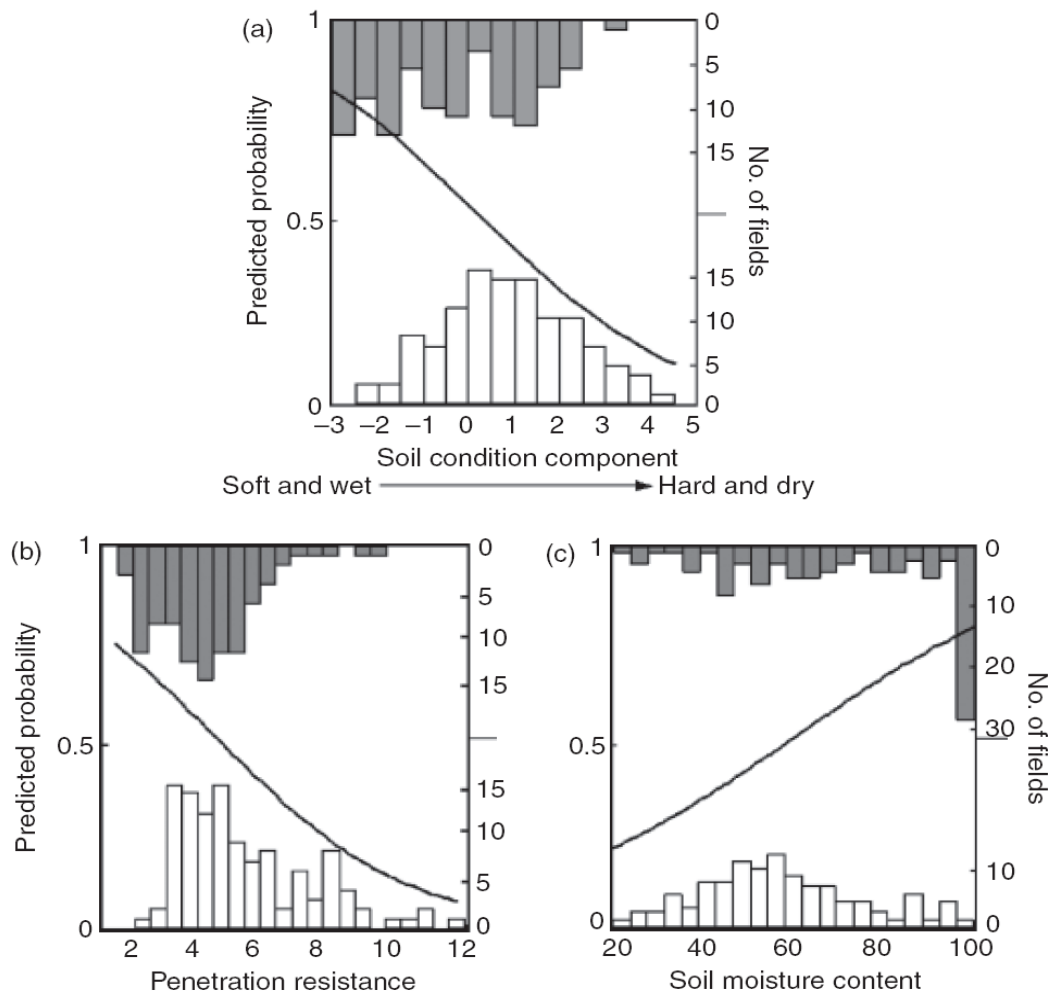 (a)
Predicted probability
1
0.5
0
0
5
10
15
15
10
5
0
No. of fields
–3 –2 –1 0 1 2 3 4 5
Soil condition component
Soft and wet Hard and dry
(b)
Predicted probability
1
0.5
0
0
5
10
15
15
10
5
0
2 4 6 8 10 12
Penetration resistance
(c)
1
0.5
0
0
10
20
30
10
0
No. of fields
20 40 60 80 100
Soil moisture content